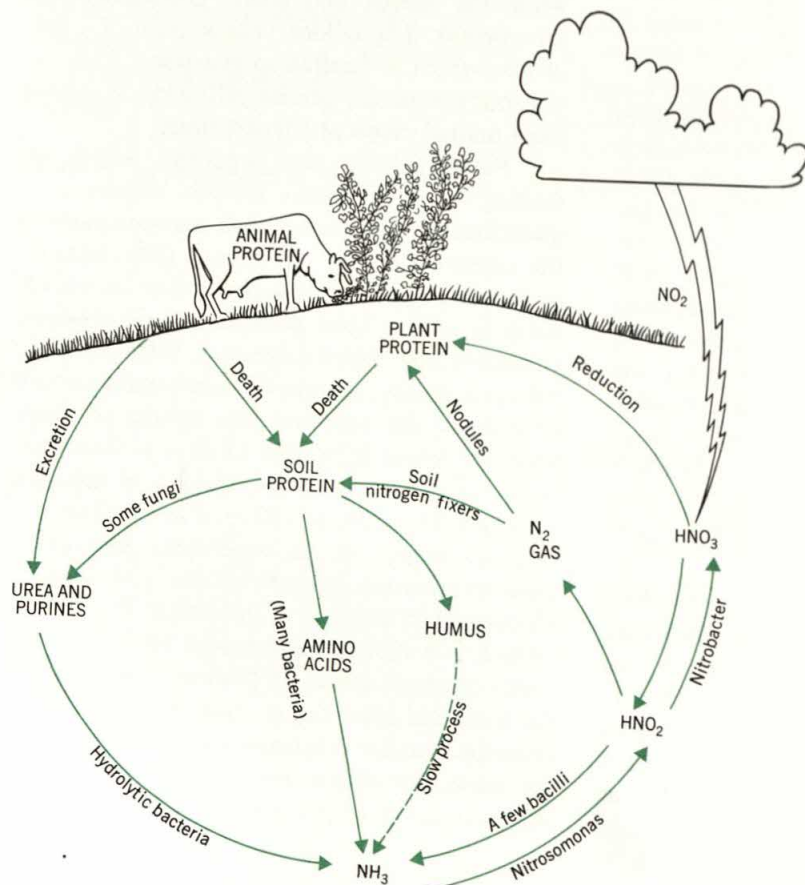 ANIMAL
PROTEIN
NO₂
PLANT
PROTEIN
Reduction
Death
Death
Nodules
Excretion
SOIL
PROTEIN
Soil
nitrogen fixers
Some fungi
N₂
GAS
HNO₃
UREA AND
PURINES
(Many bacteria)
AMINO
ACIDS
HUMUS
Nitrobacter
HNO₂
Slow process
Hydrolytic bacteria
A few bacilli
Nitrosomonas
NH₃